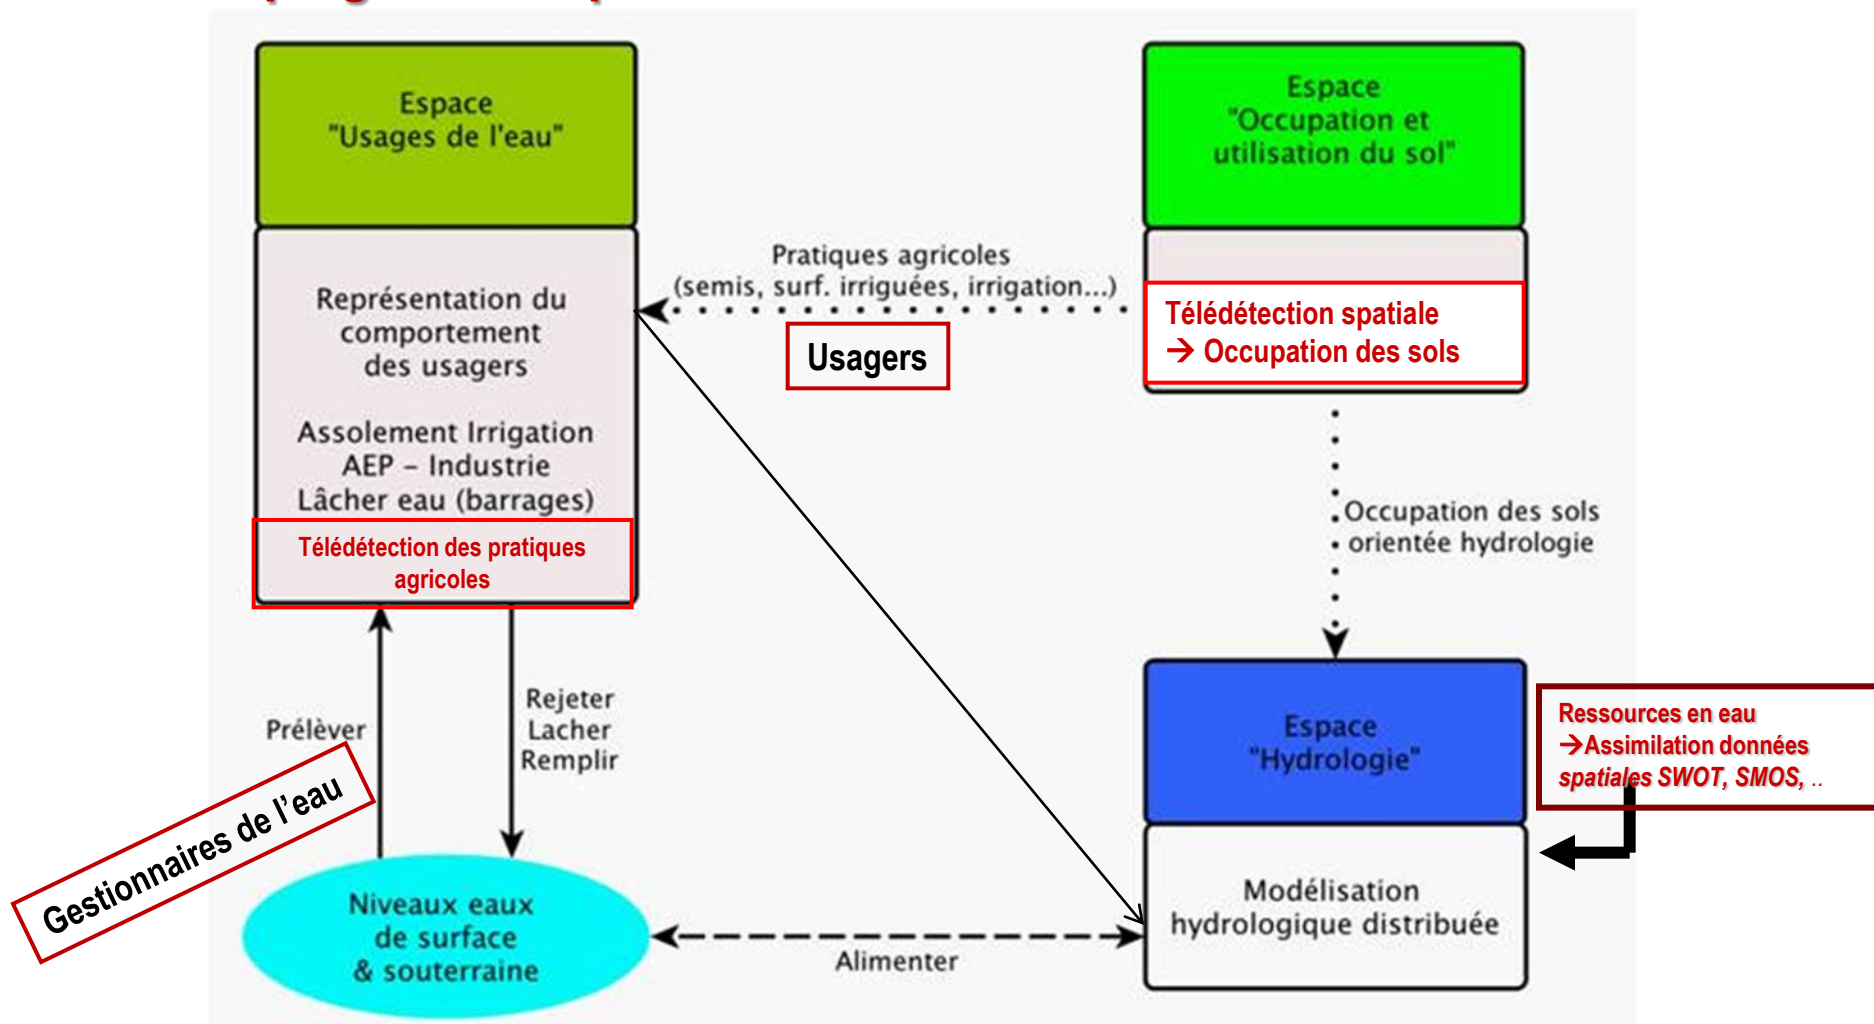 Espace
"Usages de l'eau"
Représentation du
comportement
des usagers
Assolement Irrigation
AEP – Industrie
Lâcher eau (barrages)
Télédétection des pratiques
agricoles
Pratiques agricoles
(semis, surf. irriguées, irrigation...)
Usagers
Espace
"Occupation et
utilisation du sol"
Télédétection spatiale
→ Occupation des sols
Occupation des sols
orientée hydrologie
Prélèver
Rejeter
Lacher
Remplir
Gestionnaires de l’eau
Niveaux eaux
de surface
& souterraine
Alimenter
Espace
"Hydrologie"
Modélisation
hydrologique distribuée
Ressources en eau
→Assimilation données
spatiales SWOT, SMOS, ..